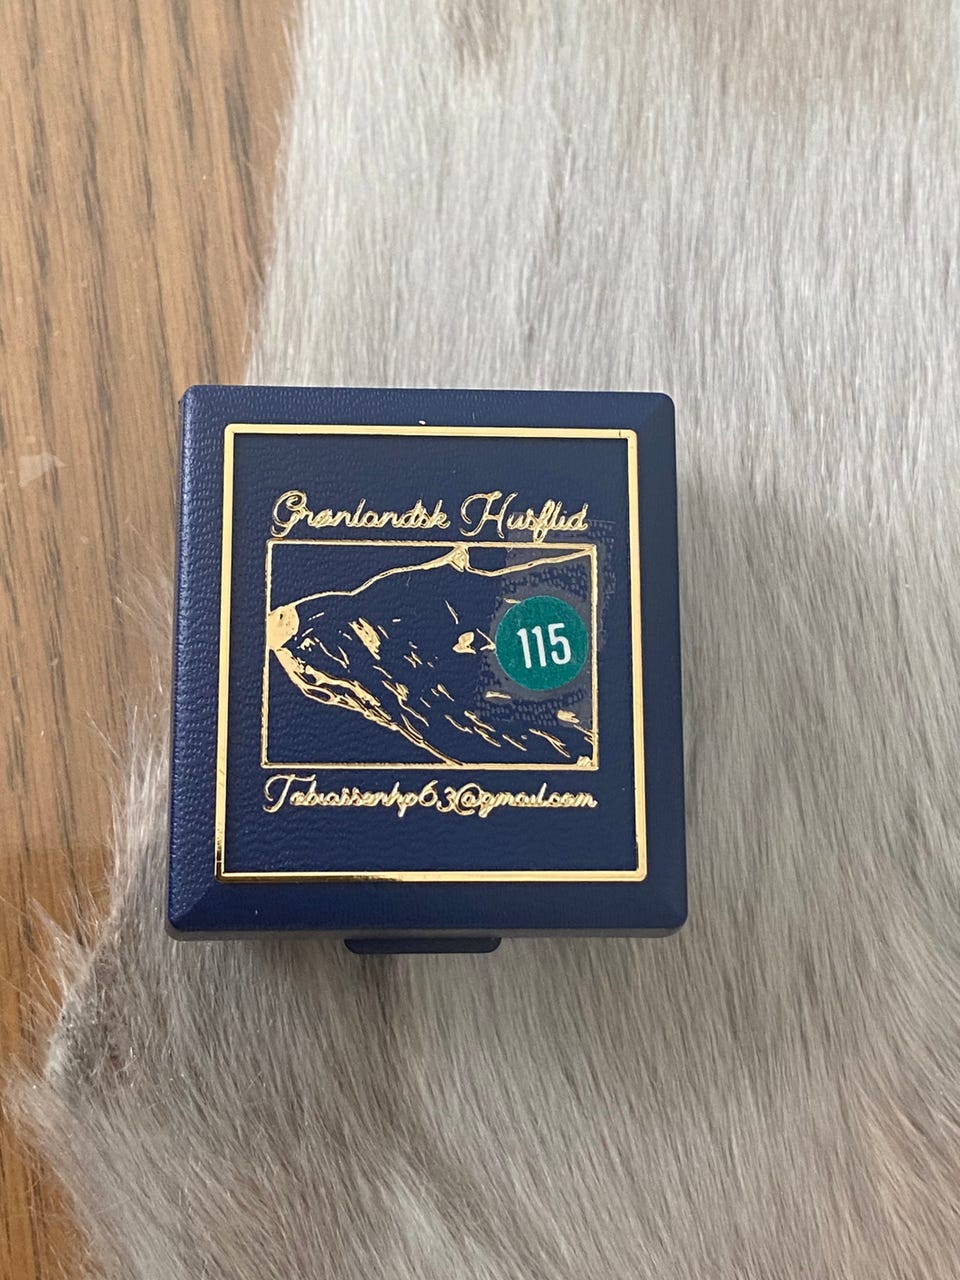 Grønlandsk Husflid
115
Tobiassenhp63@gmail.com